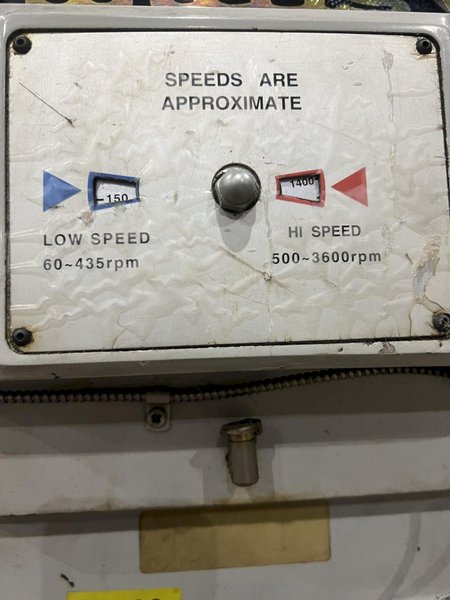 SPEEDS ARE
APPROXIMATE
150
1400
LOW SPEED
60~435rpm
HI SPEED
500~3600rpm